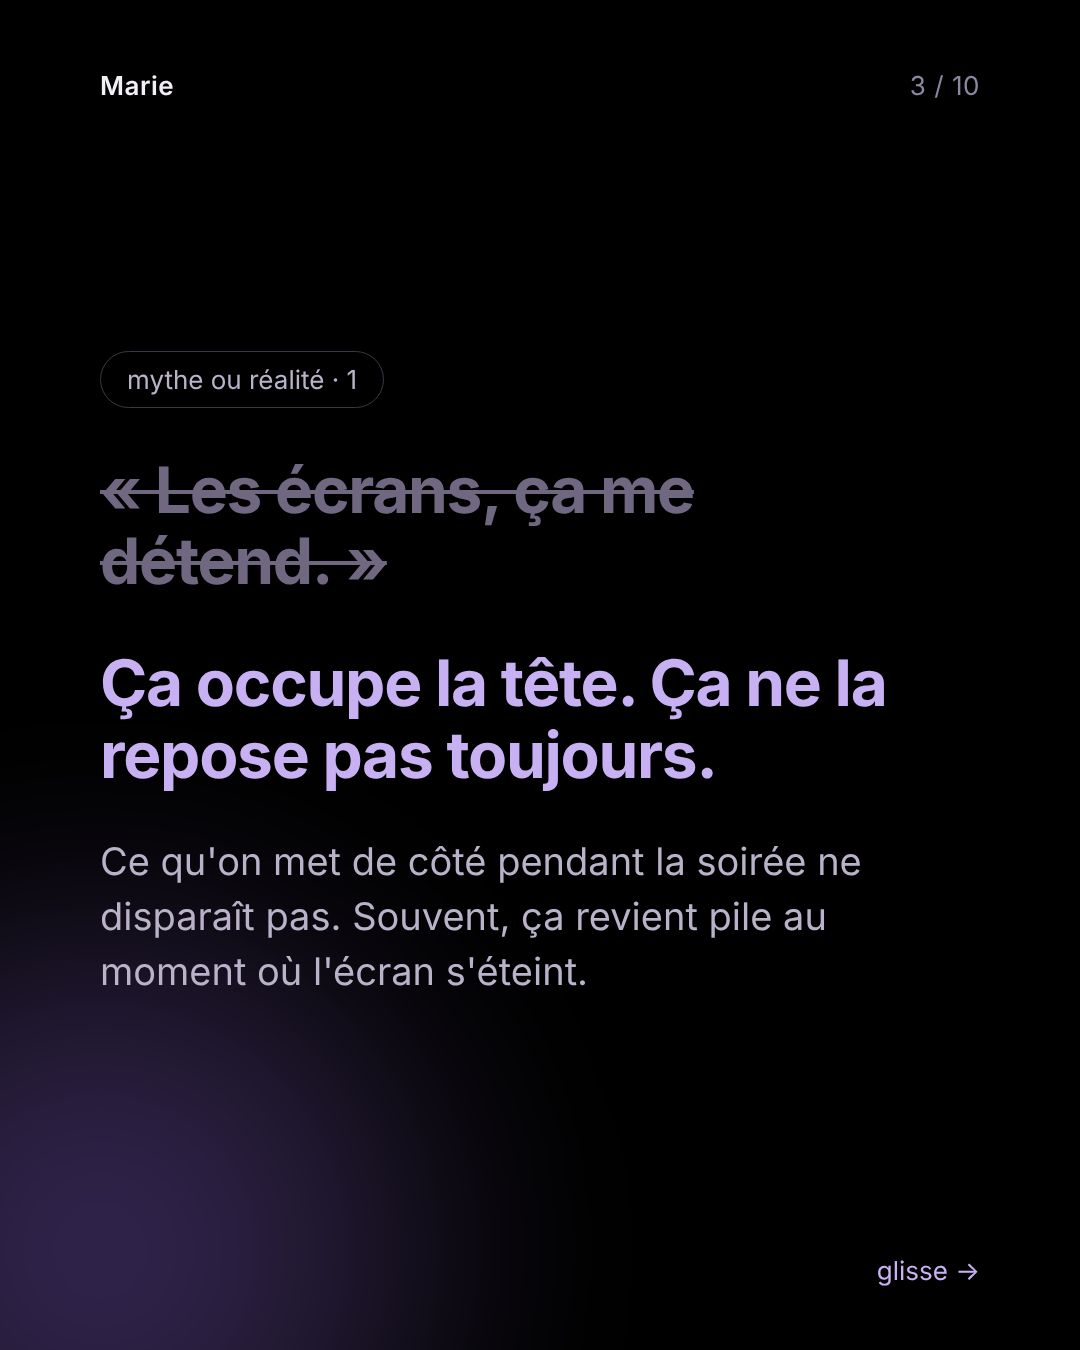 Marie
3 / 10
mythe ou réalité · 1
« Les écrans, ça me
détend. »
Ça occupe la tête. Ça ne la
repose pas toujours.
Ce qu'on met de côté pendant la soirée ne
disparaît pas. Souvent, ça revient pile au
moment où l'écran s'éteint.
glisse →